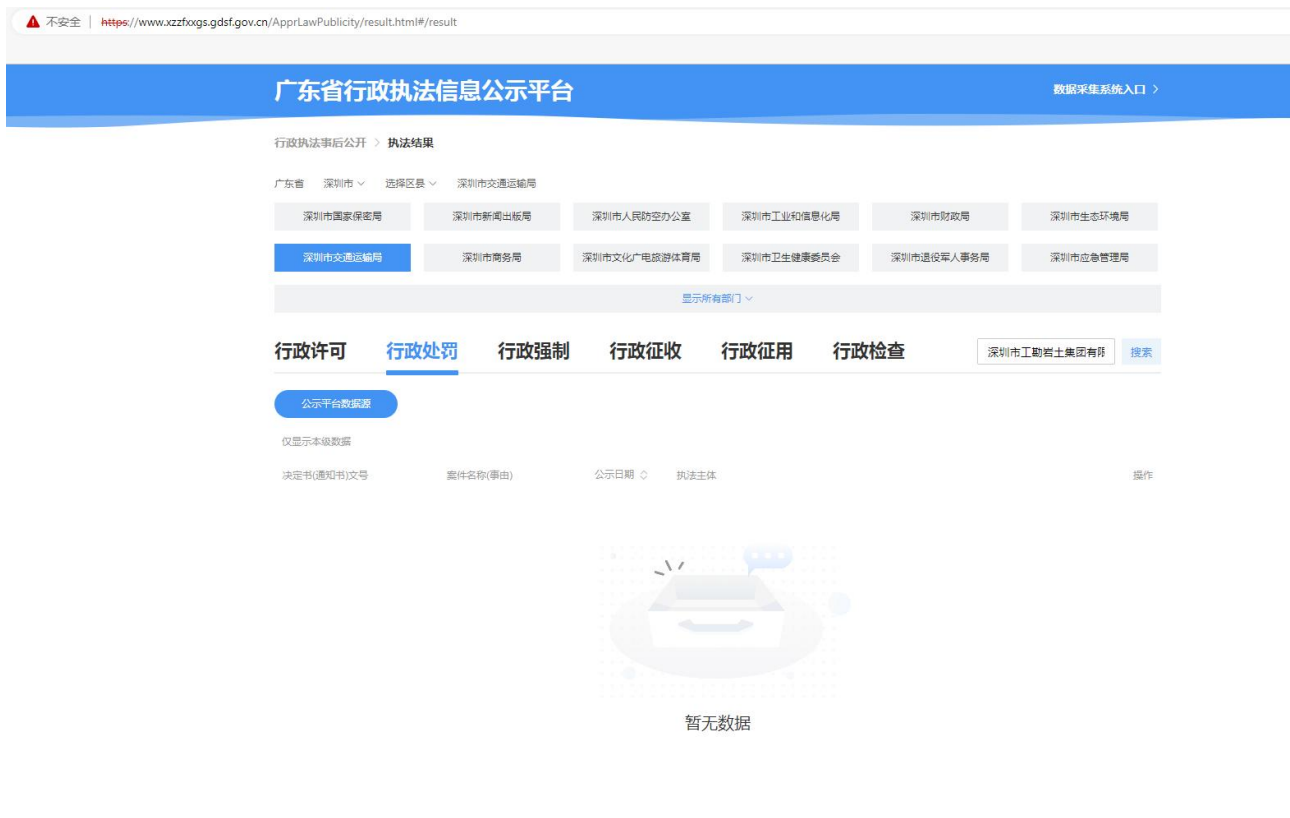 不安全 | https://www.xzzfxxgs.gdsf.gov.cn/ApprLawPublicity/result.html#/result
广东省行政执法信息公示平台 数据采集系统入口 >
行政执法事后公开 > 执法结果
广东省 深圳市 选择区县 深圳市交通运输局
深圳市国家保密局 深圳市新闻出版局 深圳市人民防空办公室 深圳市工业和信息化局 深圳市财政局 深圳市生态环境局
深圳市交通运输局 深圳市商务局 深圳市文化广电旅游体育局 深圳市卫生健康委员会 深圳市退役军人事务局 深圳市应急管理局
显示所有部门
行政许可 行政处罚 行政强制 行政征收 行政征用 行政检查 深圳市工勘岩土集团有限 搜索
公示平台数据源
仅显示本级数据
决定书(通知书)文号 案件名称(事由) 公示日期 执法主体 操作
暂无数据